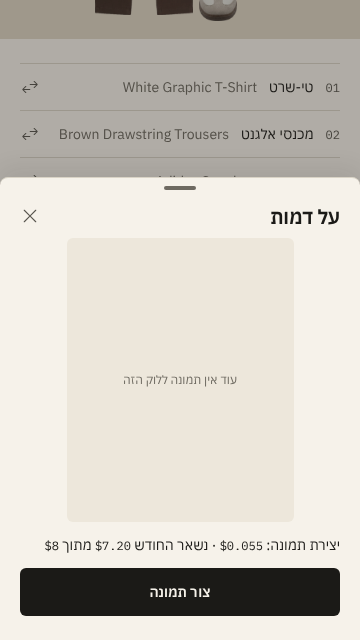 01 טי-שרט White Graphic T-Shirt
02 מכנסי אלגנט Brown Drawstring Trousers
על דמות
עוד אין תמונה ללוק הזה
יצירת תמונה: $0.055 · נשאר החודש $7.20 מתוך $8
צור תמונה